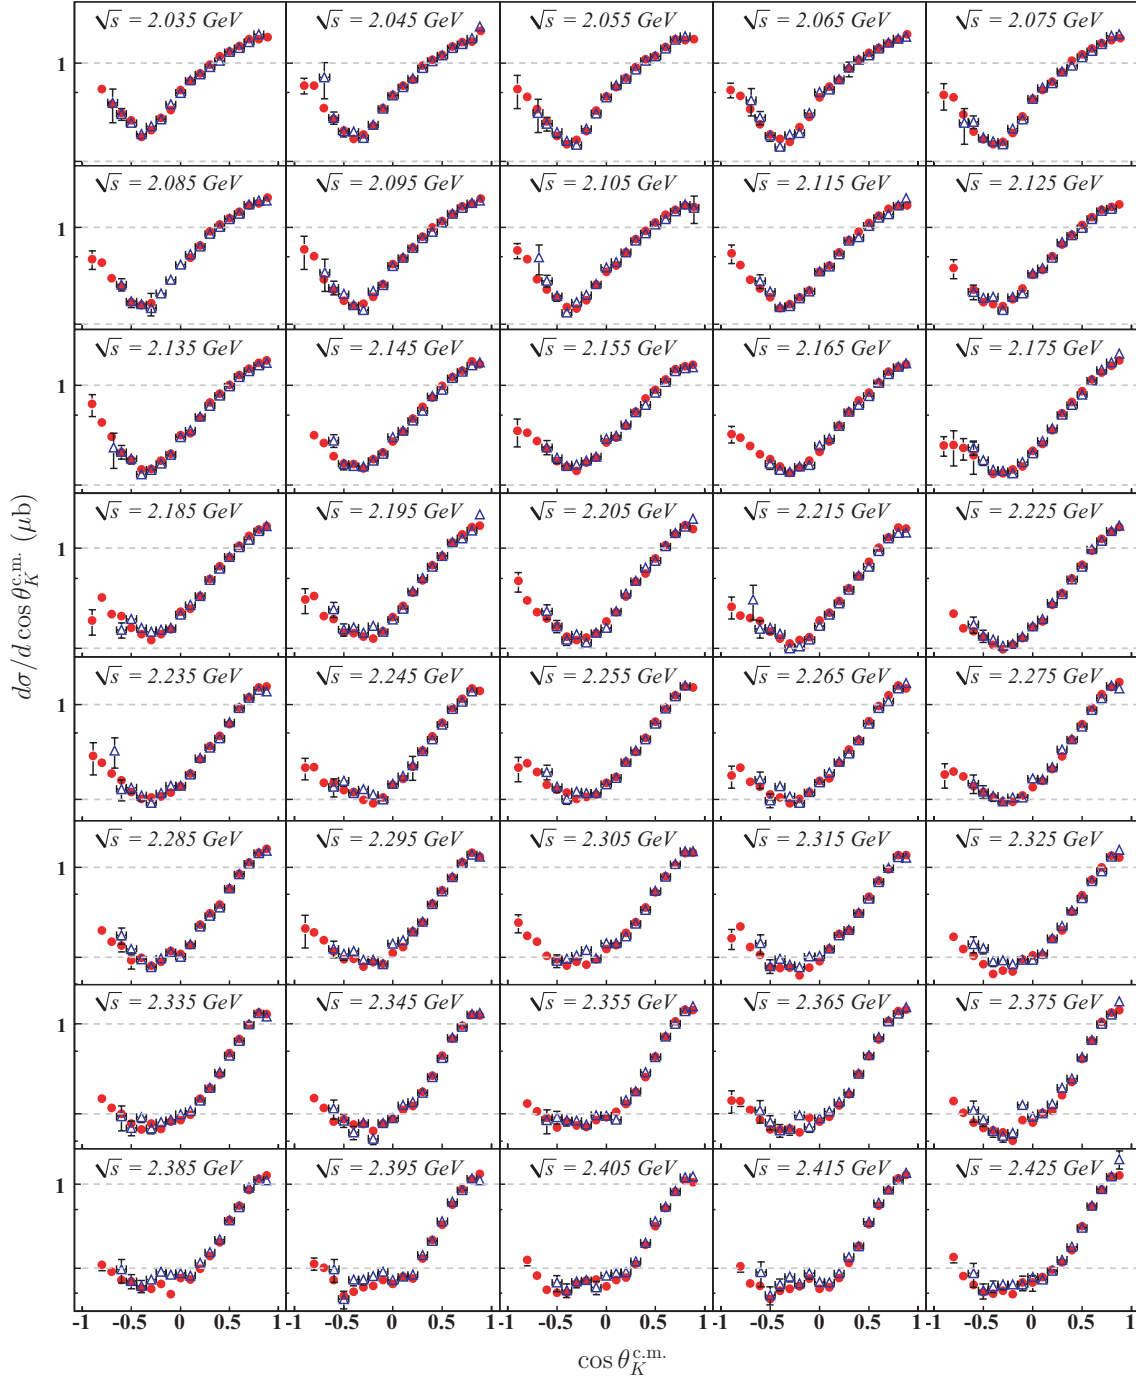 √s = 2.035 GeV √s = 2.045 GeV √s = 2.055 GeV √s = 2.065 GeV √s = 2.075 GeV
1
√s = 2.085 GeV √s = 2.095 GeV √s = 2.105 GeV √s = 2.115 GeV √s = 2.125 GeV
1
√s = 2.135 GeV √s = 2.145 GeV √s = 2.155 GeV √s = 2.165 GeV √s = 2.175 GeV
1
√s = 2.185 GeV √s = 2.195 GeV √s = 2.205 GeV √s = 2.215 GeV √s = 2.225 GeV
1
dσ/d cos θ_K^c.m. (μb)
√s = 2.235 GeV √s = 2.245 GeV √s = 2.255 GeV √s = 2.265 GeV √s = 2.275 GeV
1
√s = 2.285 GeV √s = 2.295 GeV √s = 2.305 GeV √s = 2.315 GeV √s = 2.325 GeV
1
√s = 2.335 GeV √s = 2.345 GeV √s = 2.355 GeV √s = 2.365 GeV √s = 2.375 GeV
1
√s = 2.385 GeV √s = 2.395 GeV √s = 2.405 GeV √s = 2.415 GeV √s = 2.425 GeV
1
-1 -0.5 0 0.5 1 -1 -0.5 0 0.5 1 -1 -0.5 0 0.5 1 -1 -0.5 0 0.5 1 -1 -0.5 0 0.5 1
cos θ_K^c.m.